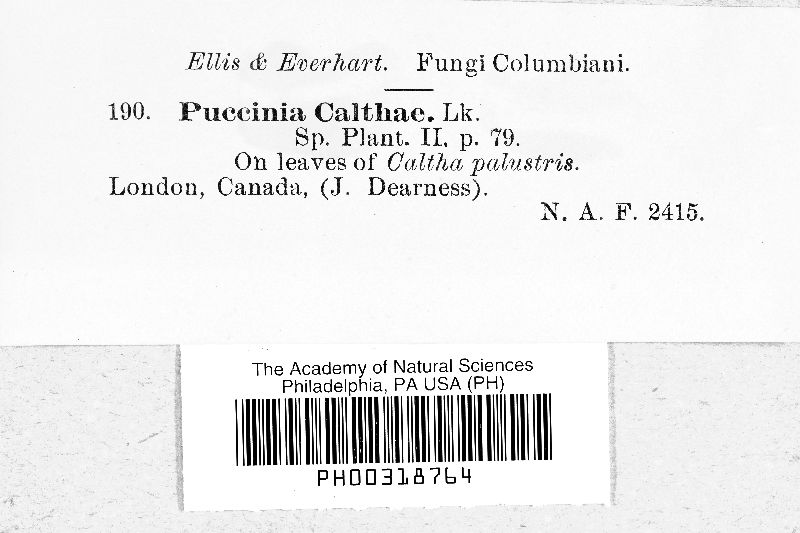 Ellis & Everhart. Fungi Columbiani.
190. Puccinia Calthae. Lk.
Sp. Plant. II, p. 79.
On leaves of Caltha palustris.
London, Canada, (J. Dearness).
N. A. F. 2415.
The Academy of Natural Sciences
Philadelphia, PA USA (PH)
PH00318764